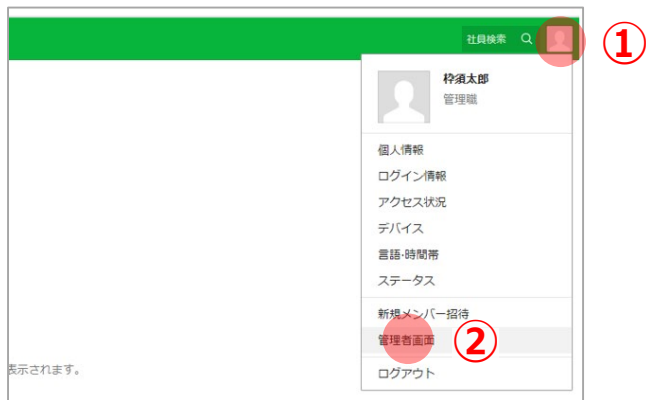 社員検索
①
枠須太郎
管理職
個人情報
ログイン情報
アクセス状況
デバイス
言語·時間帯
ステータス
新規メンバー招待
管理者画面
②
表示されます。
ログアウト